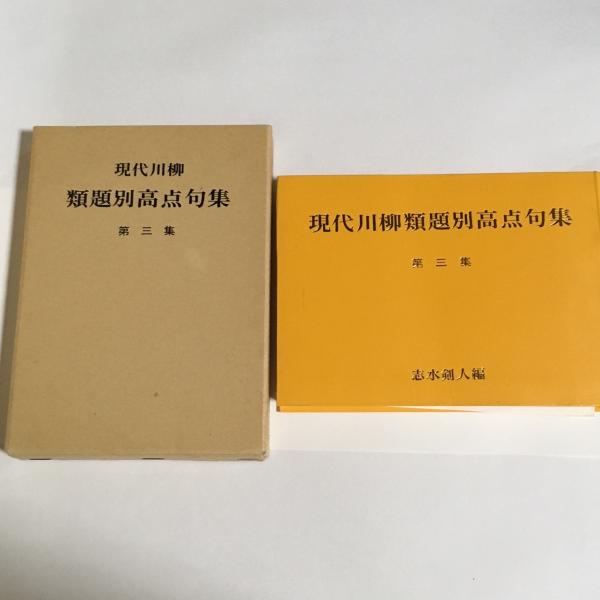 現代川柳
類題別高点句集
第三集
現代川柳類題別高点句集
第三集
志水剣人編